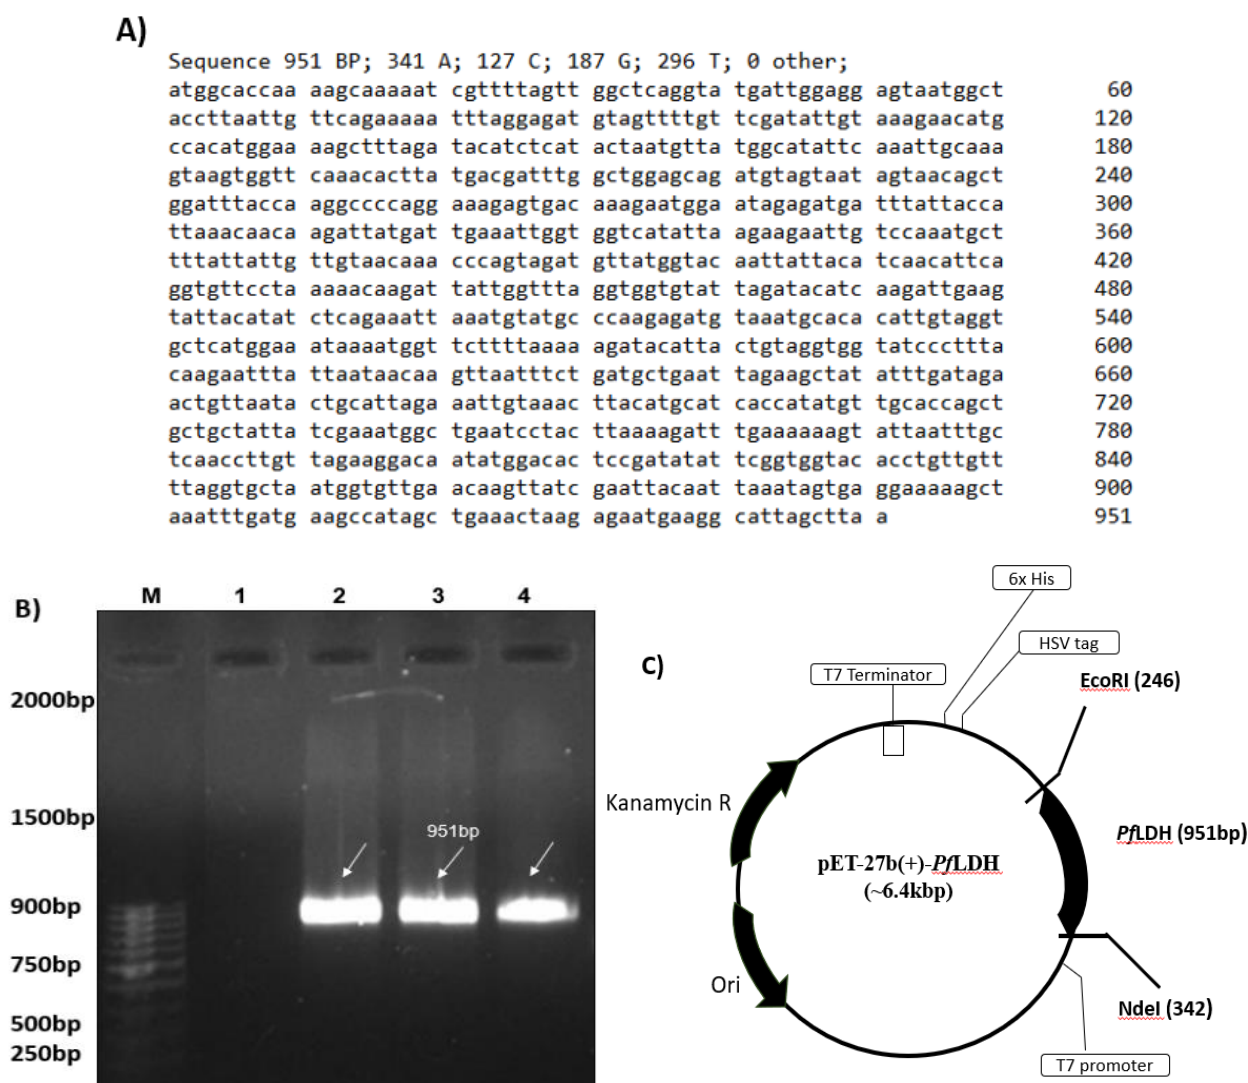 A)
Sequence 951 BP; 341 A; 127 C; 187 G; 296 T; 0 other;
atggcaccaa aagcaaaaat cgttttagtt ggctcaggta tgattggagg agtaatggct 60
accttaattg ttcagaaaaa tttaggagat gtagttttgt tcgatattgt aaagaacatg 120
ccacatggaa aagctttaga tacatctcat actaatgtta tggcatattc aaattgcaaa 180
gtaagtggtt caaacactta tgacgatttg gctggagcag atgtagtaat agtaacagct 240
ggatttacca aggccccagg aaagagtgac aaagaatgga atagagatga tttattacca 300
ttaaacaaca agattatgat tgaaattggt ggtcatatta agaagaattg tccaaatgct 360
tttattattg ttgtaacaaa cccagtagat gttatggtac aattattaca tcaacattca 420
ggtgttccta aaaacaagat tattggttta ggtggtgtat tagatacatc aagattgaag 480
tattacatat ctcagaaatt aaatgtatgc ccaagagatg taaatgcaca cattgtaggt 540
gctcatggaa ataaaatggt tcttttaaaa agatacatta ctgtaggtgg tatcccttta 600
caagaattta ttaataacaa gttaatttct gatgctgaat tagaagctat atttgataga 660
actgttaata ctgcattaga aattgtaaac ttacatgcat caccatatgt tgcaccagct 720
gctgctatta tcgaaatggc tgaatcctac ttaaaagatt tgaaaaaagt attaatttgc 780
tcaaccttgt tagaaggaca atatggacac tccgatatat tcggtggtac acctgttgtt 840
ttaggtgcta atggtgttga acaagttatc gaattacaat taaatagtga ggaaaaagct 900
aaatttgatg aagccatagc tgaaactaag agaatgaagg cattagctta a 951
B)
M 1 2 3 4
2000bp
1500bp
951bp
900bp
750bp
500bp
250bp
C)
6x His
HSV tag
T7 Terminator
EcoRI (246)
Kanamycin R
PfLDH (951bp)
pET-27b(+)-PfLDH
(~6.4kbp)
Ori
NdeI (342)
T7 promoter